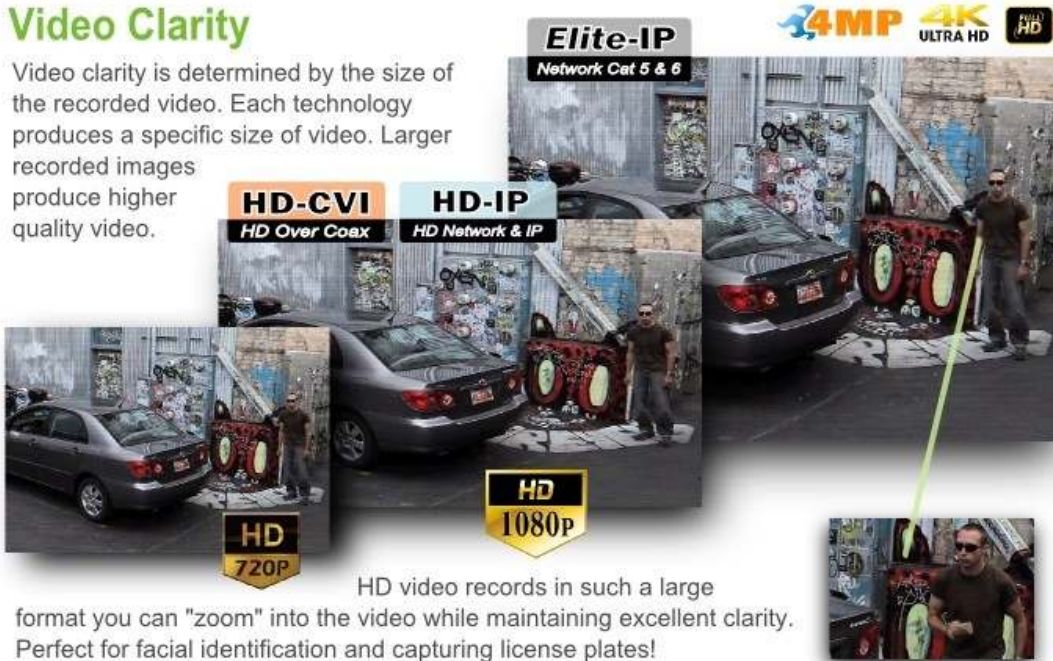 Video Clarity
Video clarity is determined by the size of
the recorded video. Each technology
produces a specific size of video. Larger
recorded images
produce higher
quality video.
4MP
4K
ULTRA HD
FULL
HD
Elite-IP
Network Cat 5 & 6
HD-CVI
HD Over Coax
HD-IP
HD Network & IP
HD
720P
HD
1080P
HD video records in such a large
format you can "zoom" into the video while maintaining excellent clarity.
Perfect for facial identification and capturing license plates!